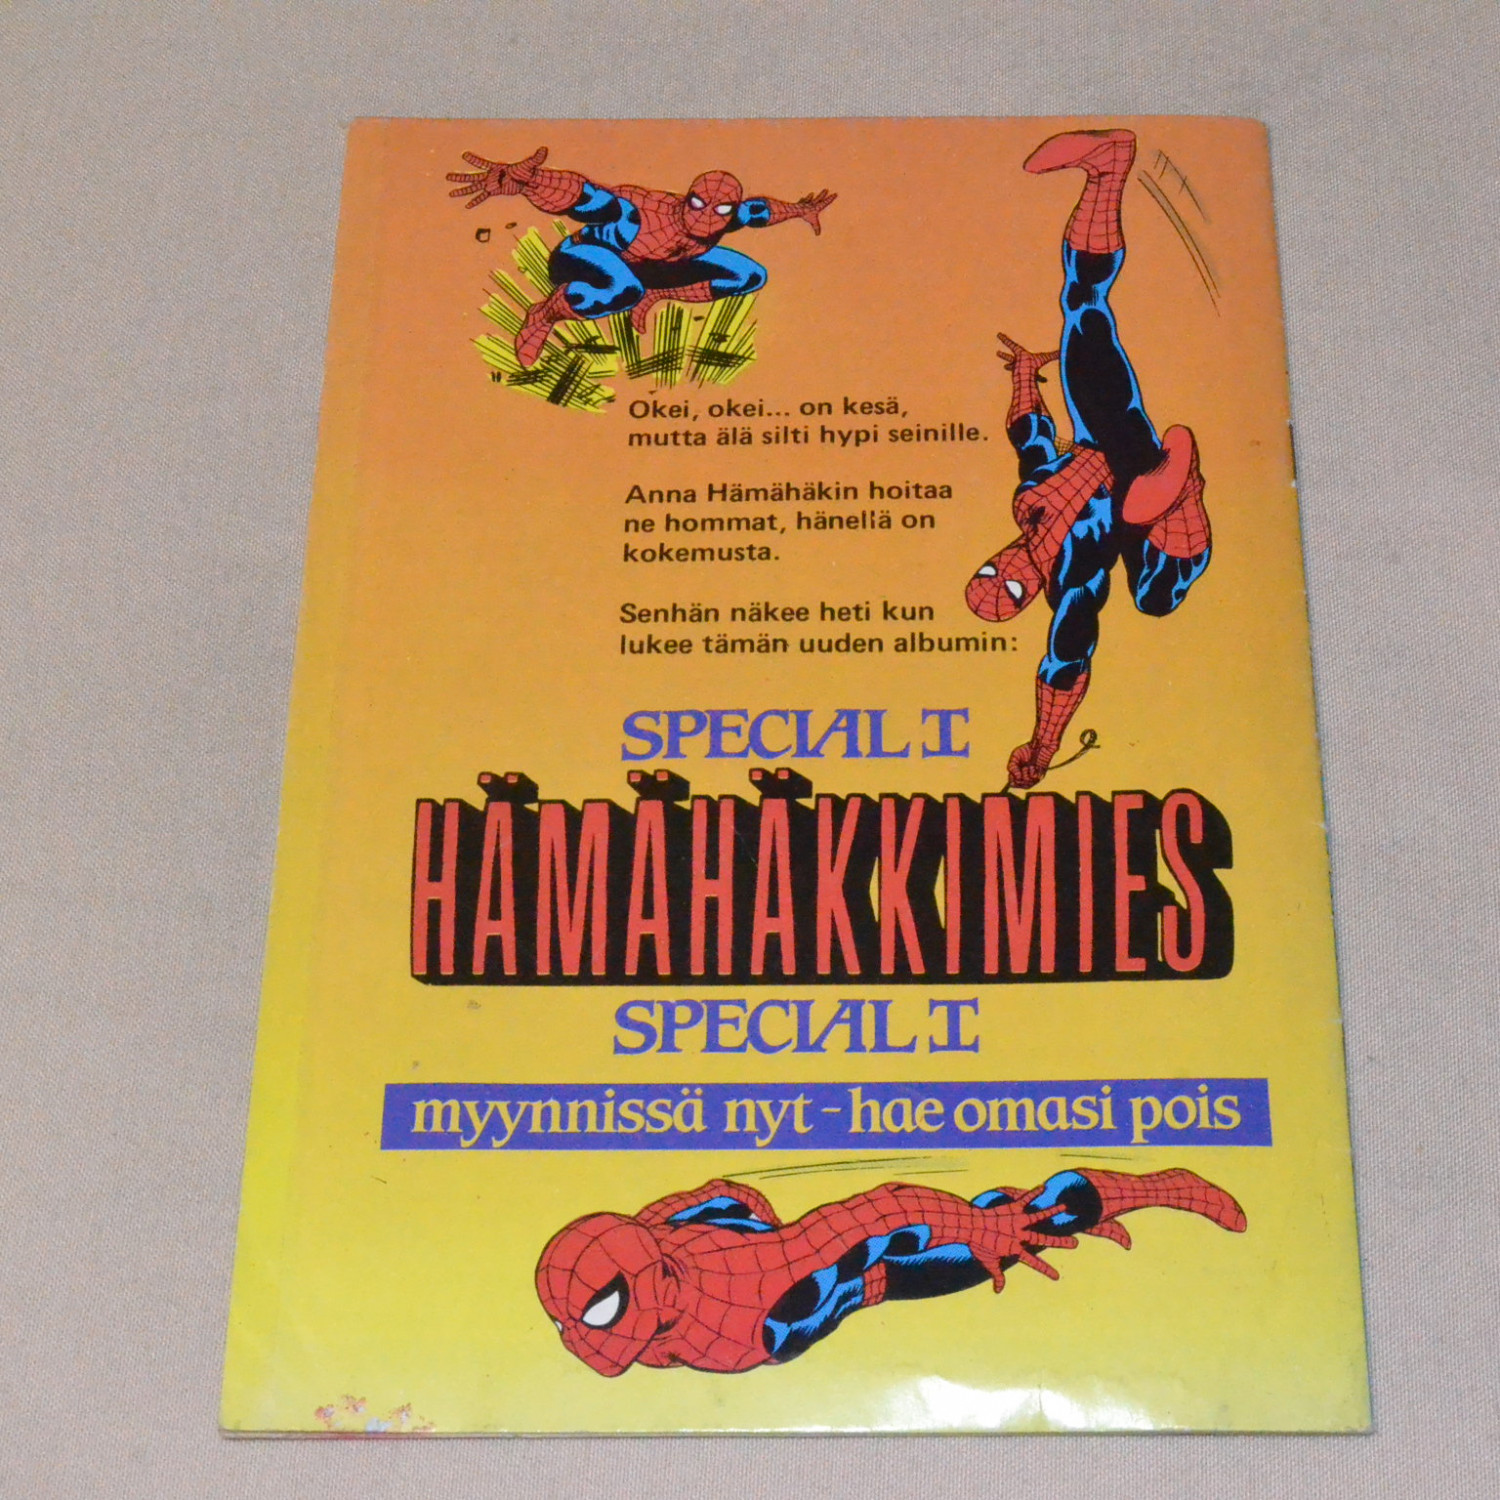 Okei, okei... on kesä,
mutta älä silti hypi seinille.
Anna Hämähäkin hoitaa
ne hommat, hänellä on
kokemusta.
Senhän näkee heti kun
lukee tämän uuden albumin:
SPECIAL I
HÄMÄHÄKKIMIES
SPECIAL I
myynnissä nyt - hae omasi pois